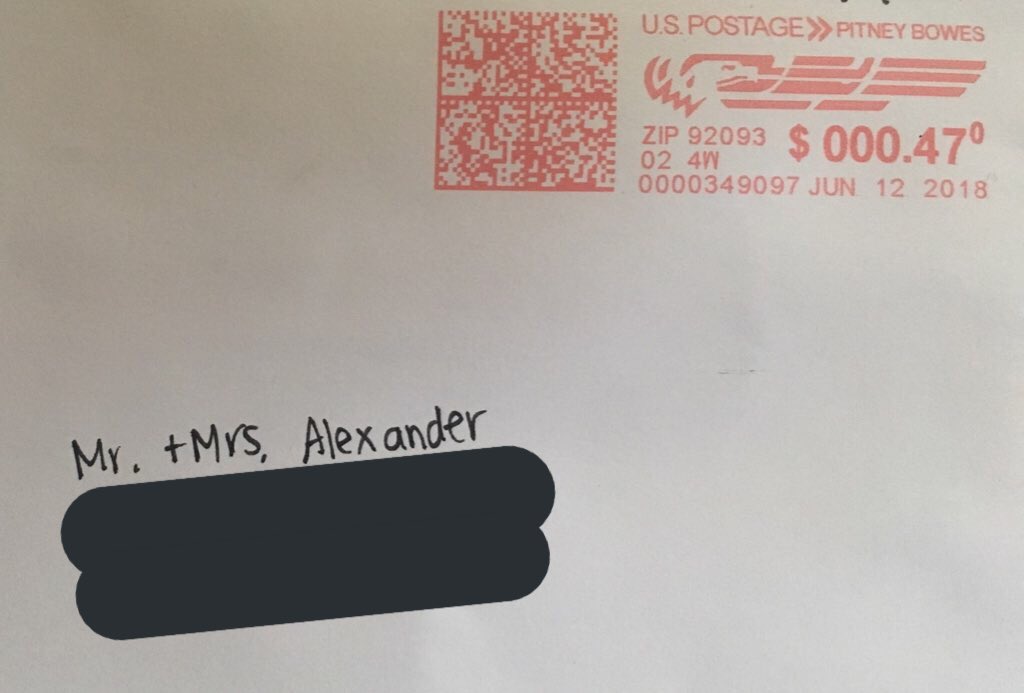 U.S. POSTAGE >> PITNEY BOWES
ZIP 92093 $ 000.47⁰
02 4W
0000349097 JUN 12 2018
Mr. + Mrs. Alexander